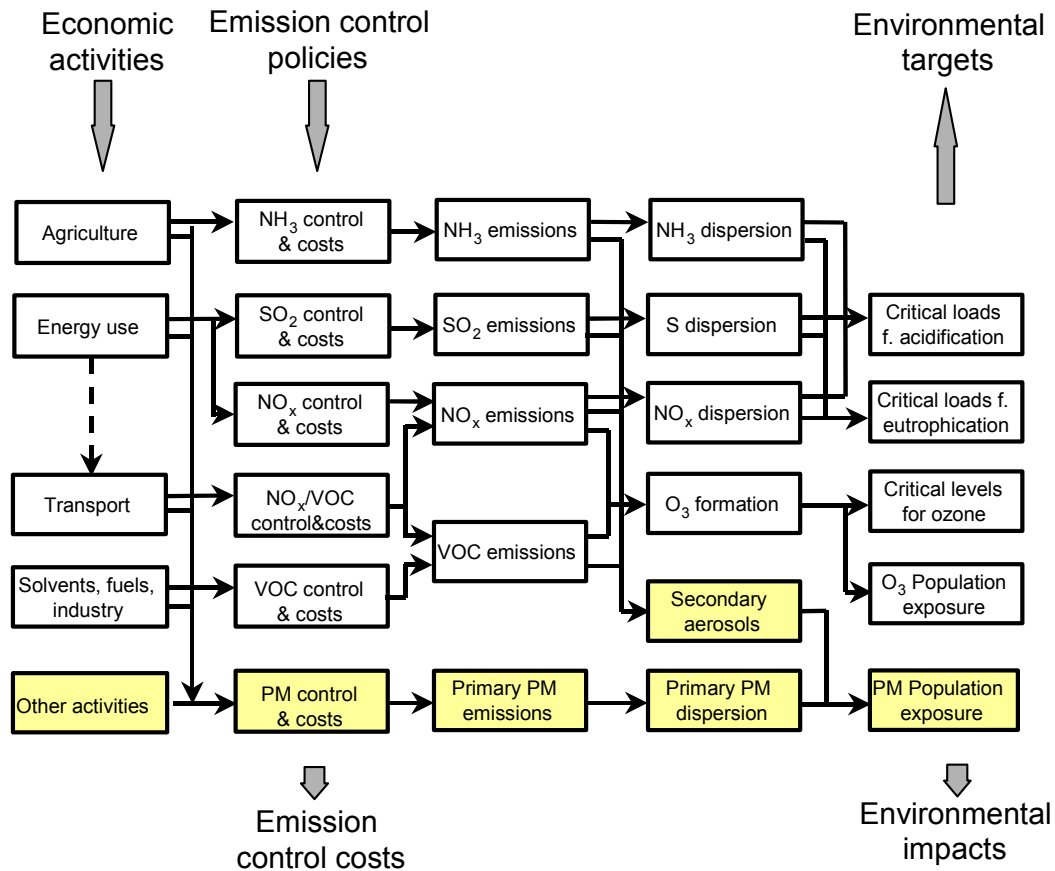 Economic
activities
Emission control
policies
Environmental
targets
Agriculture
NH₃ control
& costs
NH₃ emissions
NH₃ dispersion
Energy use
SO₂ control
& costs
SO₂ emissions
S dispersion
Critical loads
f. acidification
NOₓ control
& costs
NOₓ emissions
NOₓ dispersion
Critical loads f.
eutrophication
Transport
NOₓ/VOC
control&costs
O₃ formation
Critical levels
for ozone
VOC emissions
Solvents, fuels,
industry
VOC control
& costs
Secondary
aerosols
O₃ Population
exposure
Other activities
PM control
& costs
Primary PM
emissions
Primary PM
dispersion
PM Population
exposure
Emission
control costs
Environmental
impacts